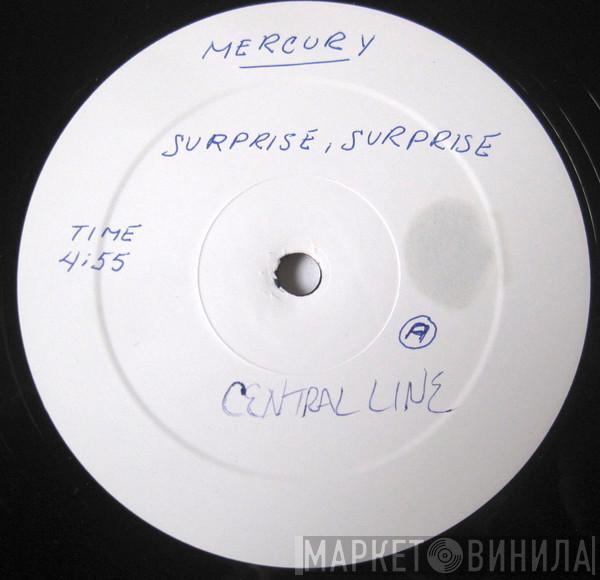 MERCURY
SURPRISE, SURPRISE
TIME
4:55
A
CENTRAL LINE
МАРКЕТ ВИНИЛА